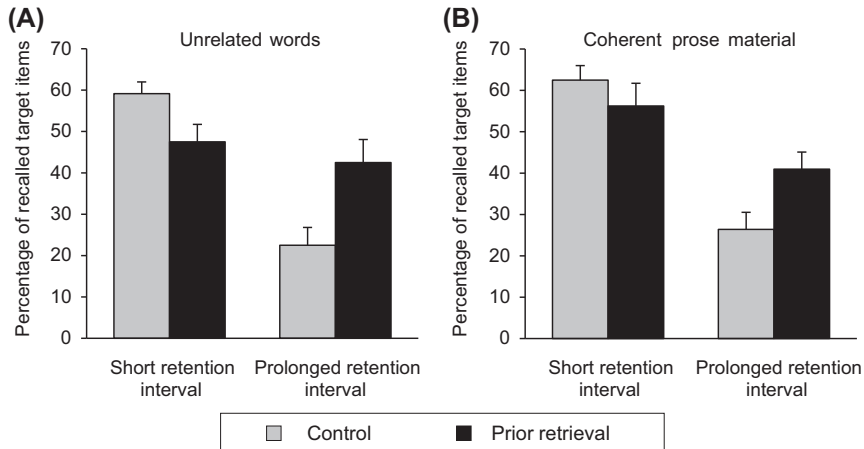 (A)
Unrelated words
Percentage of recalled target items
70
60
50
40
30
20
10
0
Short retention
interval
Prolonged retention
interval
(B)
Coherent prose material
Percentage of recalled target items
70
60
50
40
30
20
10
0
Short retention
interval
Prolonged retention
interval
Control
Prior retrieval